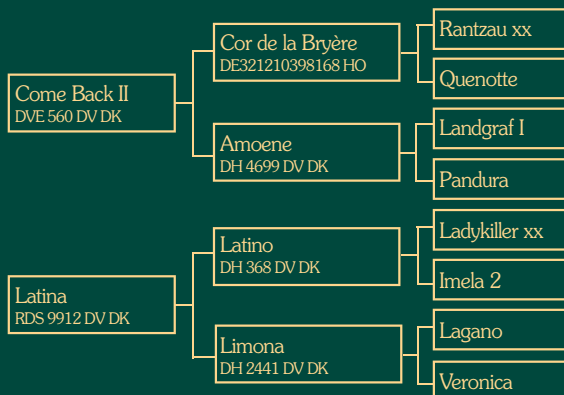 Come Back II
DVE 560 DV DK
Cor de la Bryère
DE321210398168 HO
Rantzau xx
Quenotte
Amoene
DH 4699 DV DK
Landgraf I
Pandura
Latina
RDS 9912 DV DK
Latino
DH 368 DV DK
Ladykiller xx
Imela 2
Limona
DH 2441 DV DK
Lagano
Veronica